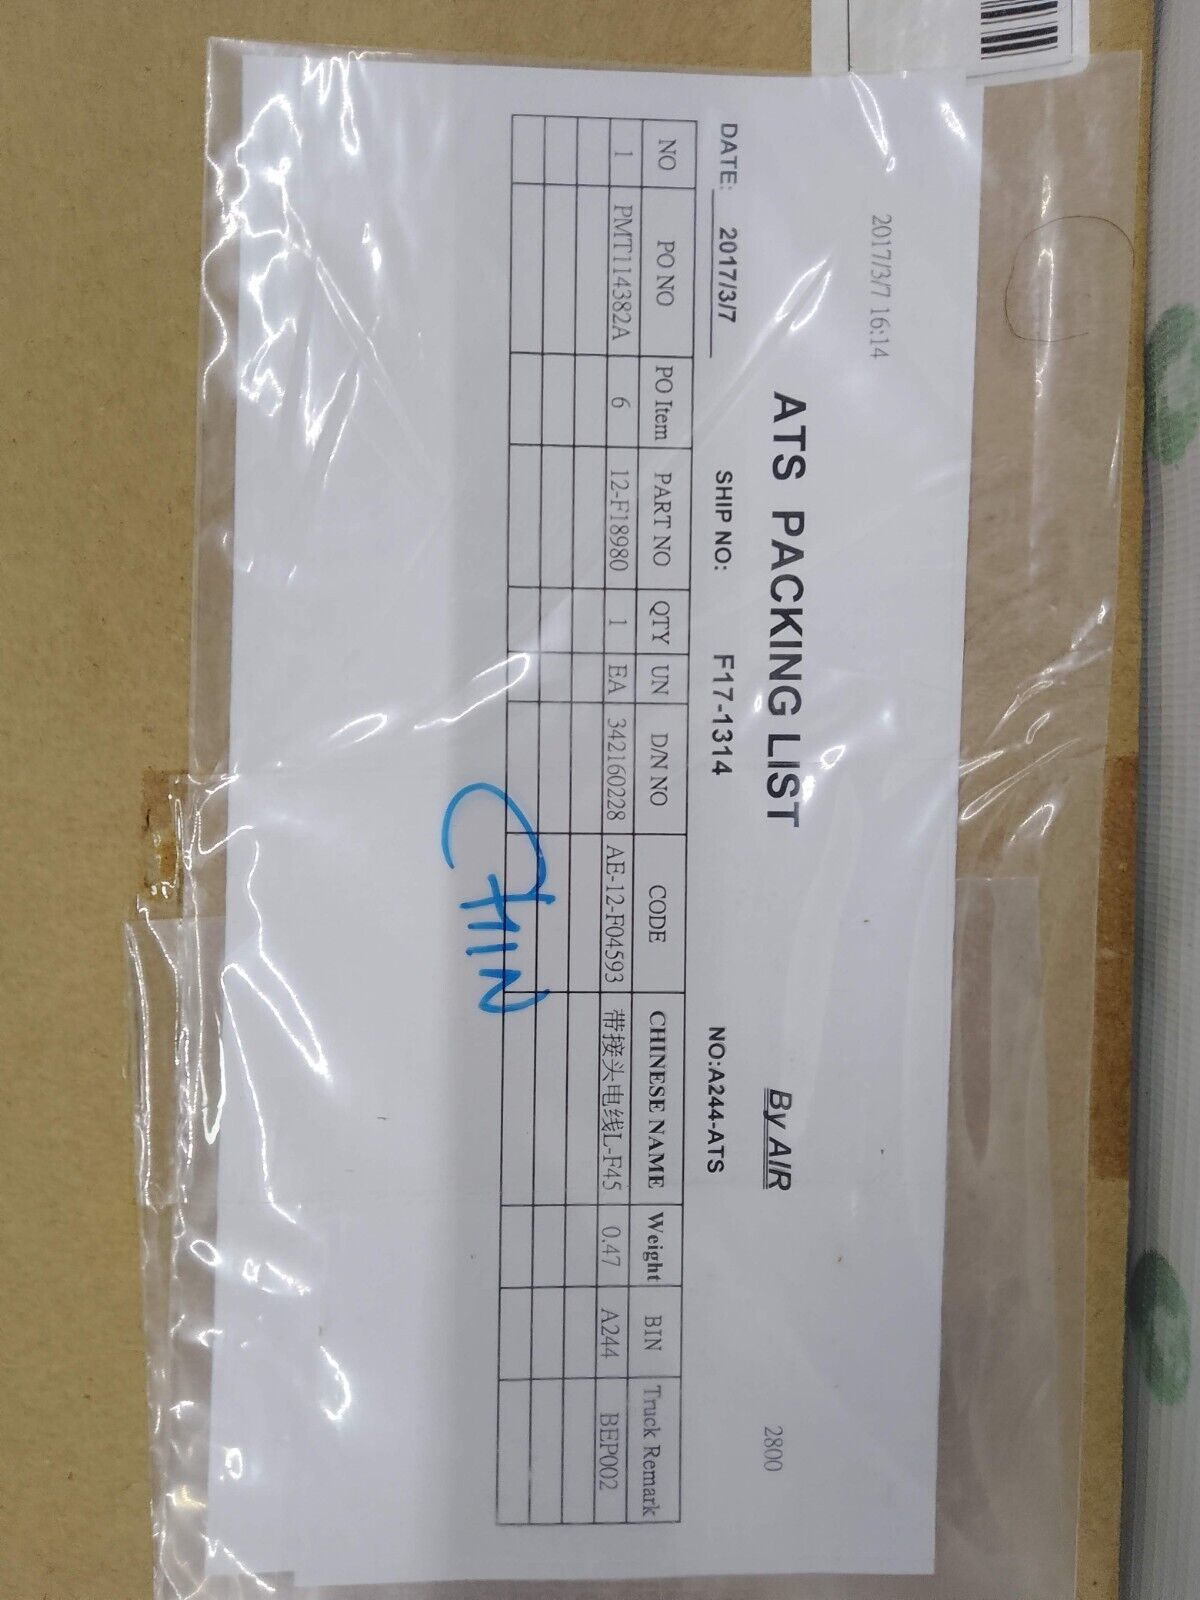 2017/3/7 16:14
ATS PACKING LIST By AIR 2800
DATE: 2017/3/7 SHIP NO: F17-1314 NO:A244-ATS
NO PO NO PO Item PART NO QTY UN D/N NO CODE CHINESE NAME Weight BIN Truck Remark
1 PMT114382A 6 12-F18980 1 EA 342160228 AE-12-F04593 带接头电线L-F45 0.47 A244 BEP002
CHIN